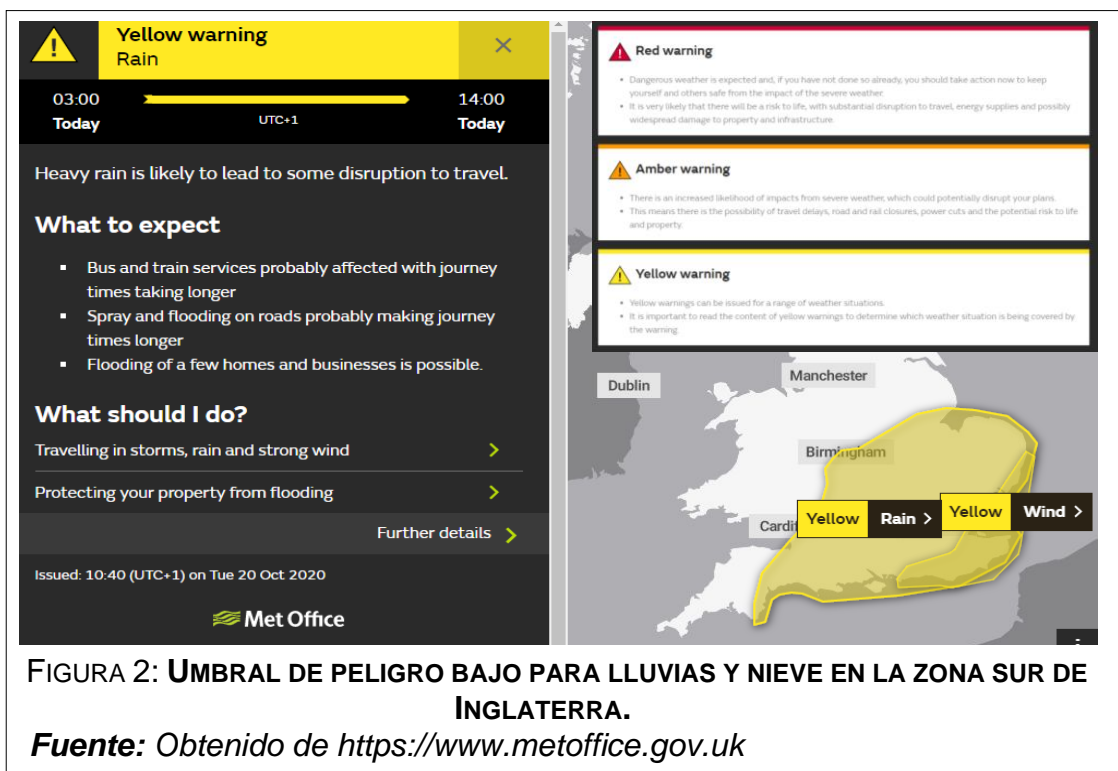 Yellow warning
Rain
03:00
Today
UTC+1
14:00
Today
Heavy rain is likely to lead to some disruption to travel.
What to expect
▪ Bus and train services probably affected with journey
times taking longer
▪ Spray and flooding on roads probably making journey
times longer
▪ Flooding of a few homes and businesses is possible.
What should I do?
Travelling in storms, rain and strong wind
Protecting your property from flooding
Further details
Issued: 10:40 (UTC+1) on Tue 20 Oct 2020
Met Office
Red warning
• Dangerous weather is expected and, if you have not done so already, you should take action now to keep
yourself and others safe from the impact of the severe weather.
• It is very likely that there will be a risk to life, with substantial disruption to travel, energy supplies and possibly
widespread damage to property and infrastructure.
Amber warning
• There is an increased likelihood of impacts from severe weather, which could potentially disrupt your plans.
• This means there is the possibility of travel delays, road and rail closures, power cuts and the potential risk to life
and property.
Yellow warning
• Yellow warnings can be issued for a range of weather situations.
• It is important to read the content of yellow warnings to determine which weather situation is being covered by
the warning.
Dublin
Manchester
Birmingham
Cardif
Yellow Rain >
Yellow Wind >
FIGURA 2: UMBRAL DE PELIGRO BAJO PARA LLUVIAS Y NIEVE EN LA ZONA SUR DE
INGLATERRA.
Fuente: Obtenido de https://www.metoffice.gov.uk